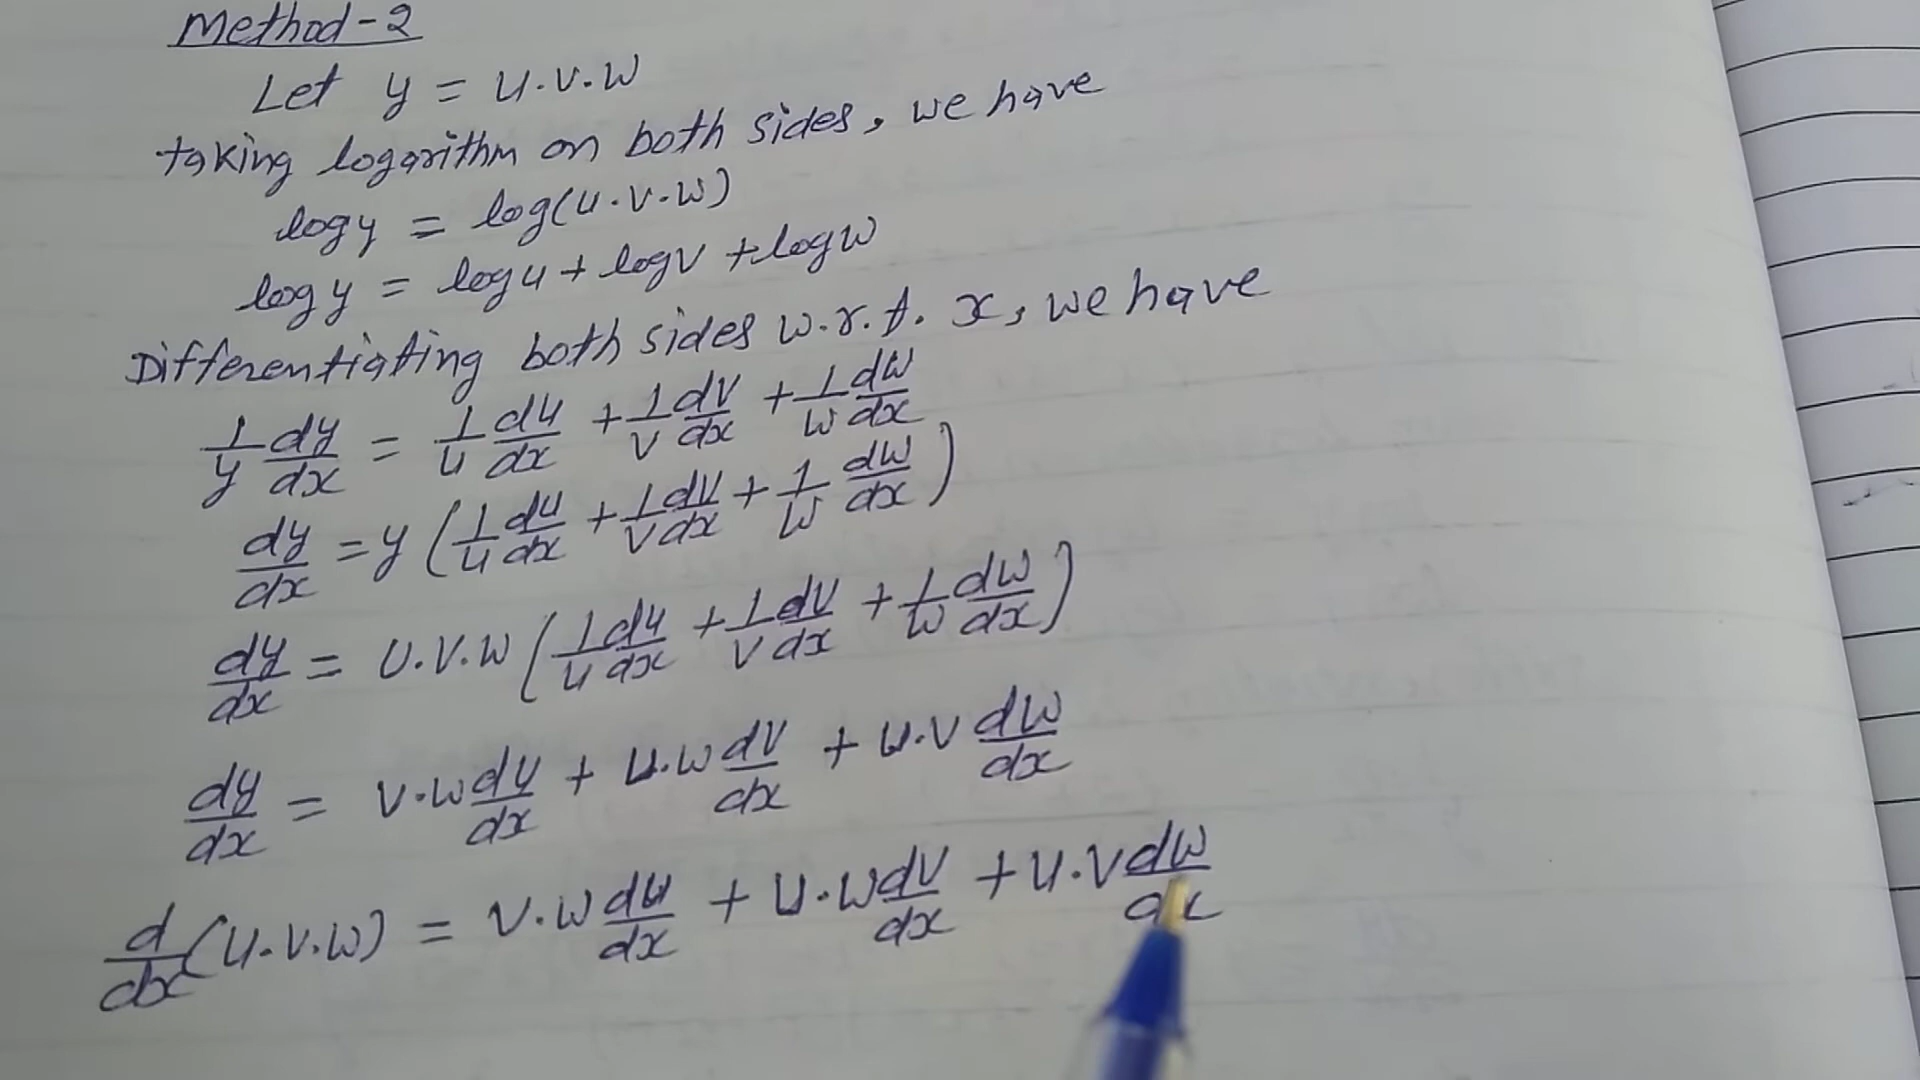 Method-2
Let y = u.v.w
taking logarithm on both sides, we have
log y = log(u.v.w)
log y = log u + log v + log w
Differentiating both sides w.r.t. x, we have
1/y dy/dx = 1/u du/dx + 1/v dv/dx + 1/w dw/dx
dy/dx = y (1/u du/dx + 1/v dv/dx + 1/w dw/dx)
dy/dx = u.v.w (1/u du/dx + 1/v dv/dx + 1/w dw/dx)
dy/dx = v.w du/dx + u.w dv/dx + u.v dw/dx
d/dx (u.v.w) = v.w du/dx + u.w dv/dx + u.v dw/dx